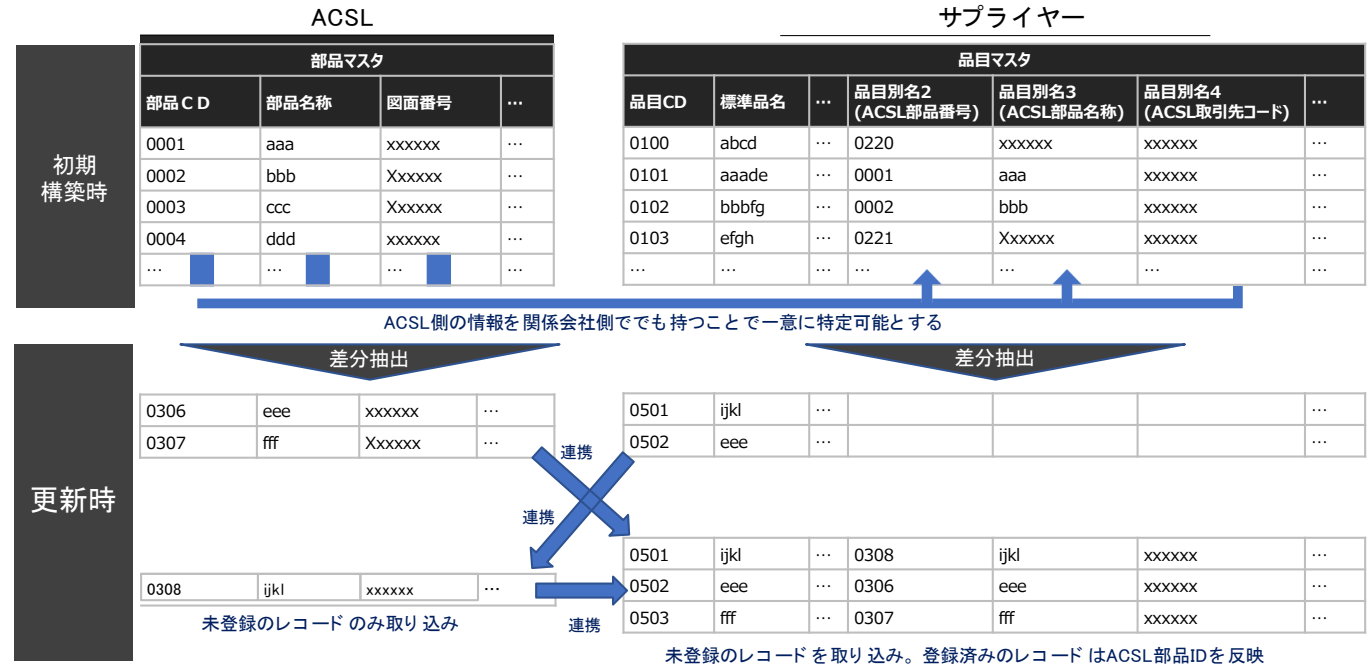 ACSL サプライヤー
部品マスタ 品目マスタ
部品CD 部品名称 図面番号 … 品目CD 標準品名 … 品目別名2 (ACSL部品番号) 品目別名3 (ACSL部品名称) 品目別名4 (ACSL取引先コード) …
初期
構築時
0001 aaa xxxxxx … 0100 abcd … 0220 xxxxxx xxxxxx …
0002 bbb Xxxxxx … 0101 aaade … 0001 aaa xxxxxx …
0003 ccc Xxxxxx … 0102 bbbfg … 0002 bbb xxxxxx …
0004 ddd xxxxxx … 0103 efgh … 0221 Xxxxxx xxxxxx …
… … … … … … … … … … …
ACSL側の情報を関係会社側ででも持つことで一意に特定可能とする
差分抽出 差分抽出
更新時
0306 eee xxxxxx … 0501 ijkl … …
0307 fff Xxxxxx … 0502 eee … …
連携
連携
0501 ijkl … 0308 ijkl xxxxxx …
0308 ijkl xxxxxx … 0502 eee … 0306 eee xxxxxx …
未登録のレコードのみ取り込み 連携 0503 fff … 0307 fff xxxxxx …
未登録のレコードを取り込み。登録済みのレコードはACSL部品IDを反映